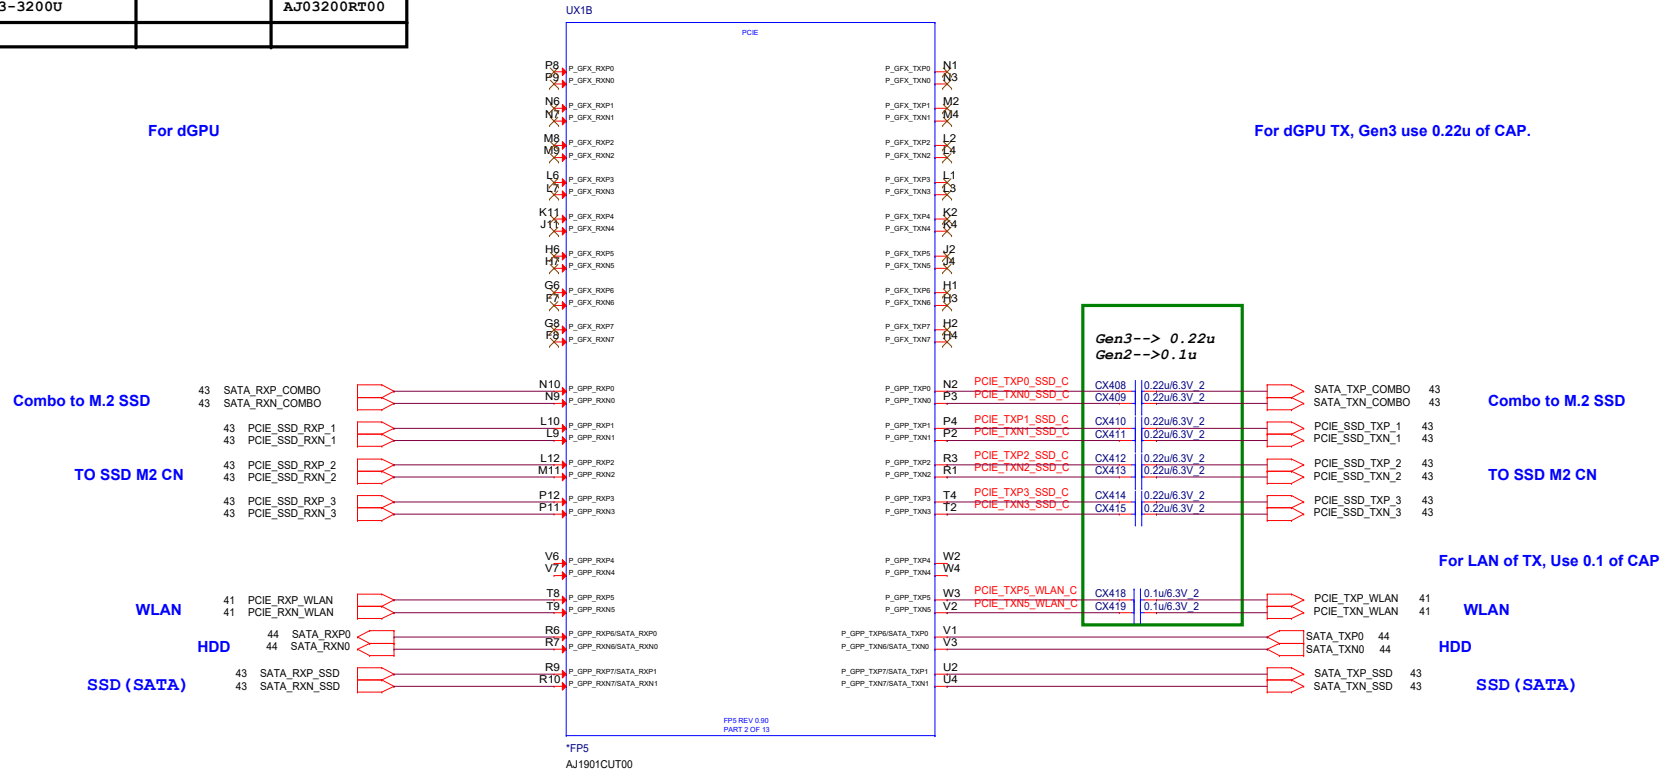 3-3200U AJ03200RT00
UX1B
PCIE
P8 P_GFX_RXP0 P_GFX_TXP0 N1
P9 P_GFX_RXN0 P_GFX_TXN0 N3
N6 P_GFX_RXP1 P_GFX_TXP1 M2
N7 P_GFX_RXN1 P_GFX_TXN1 M4
For dGPU
For dGPU TX, Gen3 use 0.22u of CAP.
M8 P_GFX_RXP2 P_GFX_TXP2 L2
M9 P_GFX_RXN2 P_GFX_TXN2 L4
L6 P_GFX_RXP3 P_GFX_TXP3 L1
L7 P_GFX_RXN3 P_GFX_TXN3 L3
K11 P_GFX_RXP4 P_GFX_TXP4 K2
J11 P_GFX_RXN4 P_GFX_TXN4 K4
H6 P_GFX_RXP5 P_GFX_TXP5 J2
H7 P_GFX_RXN5 P_GFX_TXN5 J4
G6 P_GFX_RXP6 P_GFX_TXP6 H1
F7 P_GFX_RXN6 P_GFX_TXN6 H3
G8 P_GFX_RXP7 P_GFX_TXP7 H2
F8 P_GFX_RXN7 P_GFX_TXN7 H4
Gen3--> 0.22u
Gen2-->0.1u
43 SATA_RXP_COMBO N10 P_GPP_RXP0 P_GPP_TXP0 N2 PCIE_TXP0_SSD_C CX408 0.22u/6.3V_2 SATA_TXP_COMBO 43
Combo to M.2 SSD 43 SATA_RXN_COMBO N9 P_GPP_RXN0 P_GPP_TXN0 P3 PCIE_TXN0_SSD_C CX409 0.22u/6.3V_2 SATA_TXN_COMBO 43 Combo to M.2 SSD
43 PCIE_SSD_RXP_1 L10 P_GPP_RXP1 P_GPP_TXP1 P4 PCIE_TXP1_SSD_C CX410 0.22u/6.3V_2 PCIE_SSD_TXP_1 43
43 PCIE_SSD_RXN_1 L9 P_GPP_RXN1 P_GPP_TXN1 P2 PCIE_TXN1_SSD_C CX411 0.22u/6.3V_2 PCIE_SSD_TXN_1 43
43 PCIE_SSD_RXP_2 L12 P_GPP_RXP2 P_GPP_TXP2 R3 PCIE_TXP2_SSD_C CX412 0.22u/6.3V_2 PCIE_SSD_TXP_2 43
TO SSD M2 CN 43 PCIE_SSD_RXN_2 M11 P_GPP_RXN2 P_GPP_TXN2 R1 PCIE_TXN2_SSD_C CX413 0.22u/6.3V_2 PCIE_SSD_TXN_2 43 TO SSD M2 CN
43 PCIE_SSD_RXP_3 P12 P_GPP_RXP3 P_GPP_TXP3 T4 PCIE_TXP3_SSD_C CX414 0.22u/6.3V_2 PCIE_SSD_TXP_3 43
43 PCIE_SSD_RXN_3 P11 P_GPP_RXN3 P_GPP_TXN3 T2 PCIE_TXN3_SSD_C CX415 0.22u/6.3V_2 PCIE_SSD_TXN_3 43
V6 P_GPP_RXP4 P_GPP_TXP4 W2
V7 P_GPP_RXN4 P_GPP_TXN4 W4
For LAN of TX, Use 0.1 of CAP
41 PCIE_RXP_WLAN T8 P_GPP_RXP5 P_GPP_TXP5 W3 PCIE_TXP5_WLAN_C CX418 0.1u/6.3V_2 PCIE_TXP_WLAN 41
WLAN 41 PCIE_RXN_WLAN T9 P_GPP_RXN5 P_GPP_TXN5 V2 PCIE_TXN5_WLAN_C CX419 0.1u/6.3V_2 PCIE_TXN_WLAN 41 WLAN
44 SATA_RXP0 R6 P_GPP_RXP6/SATA_RXP0 P_GPP_TXP6/SATA_TXP0 V1 SATA_TXP0 44
HDD 44 SATA_RXN0 R7 P_GPP_RXN6/SATA_RXN0 P_GPP_TXN6/SATA_TXN0 V3 SATA_TXN0 44 HDD
43 SATA_RXP_SSD R9 P_GPP_RXP7/SATA_RXP1 P_GPP_TXP7/SATA_TXP1 U2 SATA_TXP_SSD 43
SSD(SATA) 43 SATA_RXN_SSD R10 P_GPP_RXN7/SATA_RXN1 P_GPP_TXN7/SATA_TXN1 U4 SATA_TXN_SSD 43 SSD(SATA)
FP5 REV 0.90
PART 2 OF 13
*FP5
AJ1901CUT00